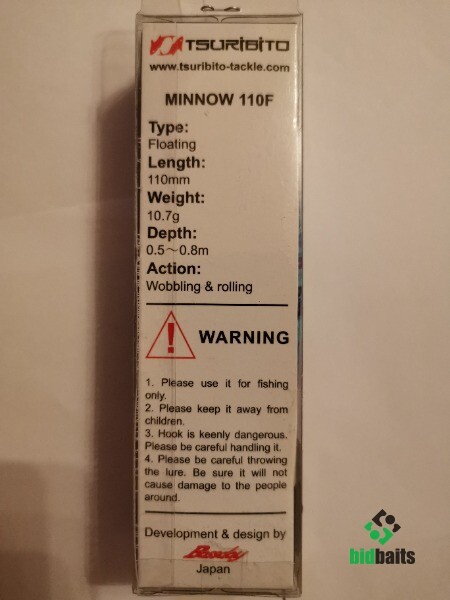 TSURIBITO
www.tsuribito-tackle.com
MINNOW 110F
Type:
Floating
Length:
110mm
Weight:
10.7g
Depth:
0.5～0.8m
Action:
Wobbling & rolling
WARNING
1. Please use it for fishing
only.
2. Please keep it away from
children.
3. Hook is keenly dangerous.
Please be careful handling it.
4. Please be careful throwing
the lure. Be sure it will not
cause damage to the people
around.
Development & design by
Japan
bidbaits